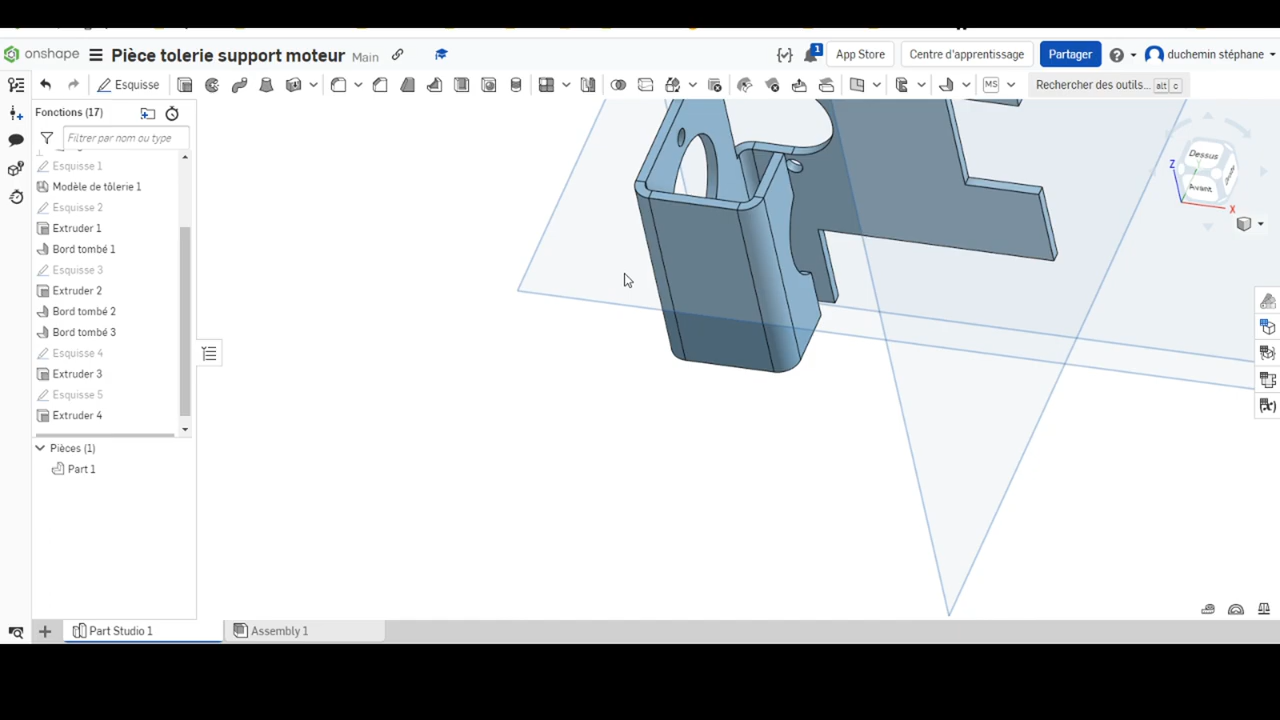 onshape Pièce tolerie support moteur Main 1 App Store Centre d'apprentissage Partager duchemin stéphane
Esquisse MS Rechercher des outils... alt c
Fonctions (17)
Filtrer par nom ou type
Esquisse 1
Modèle de tôlerie 1
Esquisse 2
Extruder 1
Bord tombé 1
Esquisse 3
Extruder 2
Bord tombé 2
Bord tombé 3
Esquisse 4
Extruder 3
Esquisse 5
Extruder 4
Pièces (1)
Part 1
Dessus
Avant
Z
X
Part Studio 1 Assembly 1